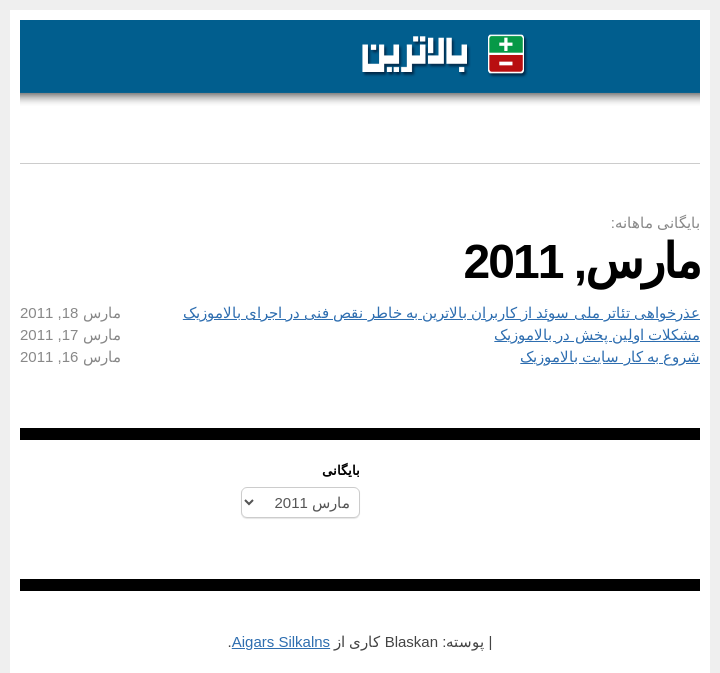 بالاترین
بایگانی ماهانه:
مارس, 2011
عذرخواهی تئاتر ملی سوئد از کاربران بالاترین به خاطر نقص فنی در اجرای بالاموزیک
مارس 18, 2011
مشکلات اولین پخش در بالاموزیک
مارس 17, 2011
شروع به کار سایت بالاموزیک
مارس 16, 2011
بایگانی
مارس 2011
| پوسته: Blaskan کاری از Aigars Silkalns.